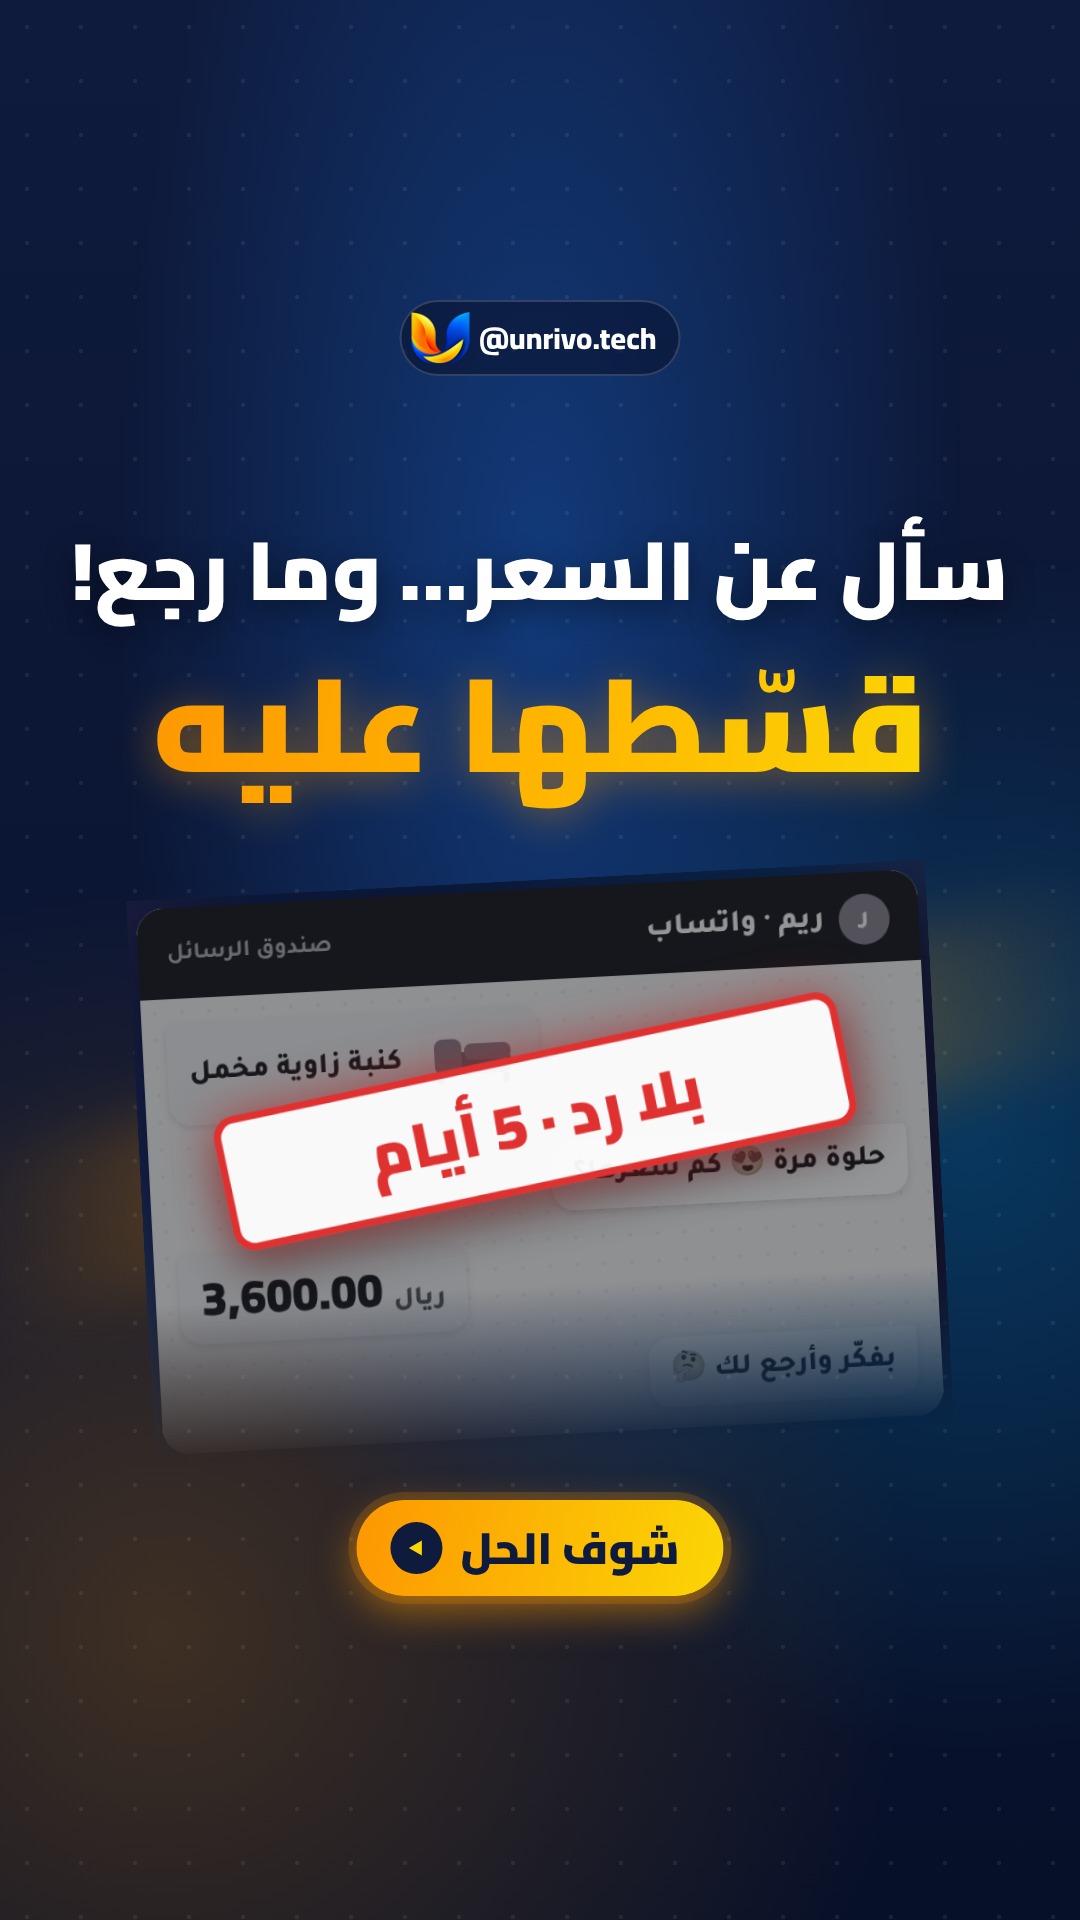 @unrivo.tech
سأل عن السعر... وما رجع!
قسّطها عليه
ر
ريم · واتساب
صندوق الرسائل
كنبة زاوية مخمل
بلا رد · 5 أيام
حلوة مرة 😍 كم
3,600.00 ريال
بفكّر وأرجع لك 🤔
شوف الحل